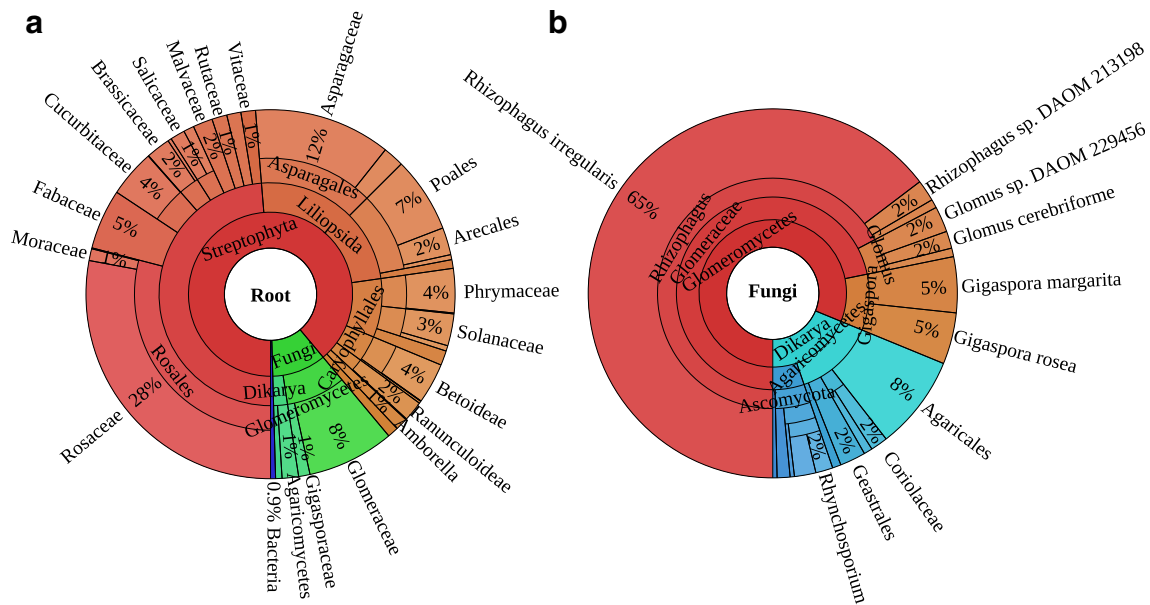 a
Rosaceae
28%
Moraceae
1%
Fabaceae
5%
Cucurbitaceae
4%
Brassicaceae
2%
Salicaceae
1%
Malvaceae
2%
Rutaceae
1%
Vitaceae
1%
Asparagaceae
12%
Poales
7%
Arecales
2%
Phrymaceae
4%
Solanaceae
3%
Betoideae
4%
Ranunculoideae
2%
Amborella
1%
Glomeraceae
8%
Gigasporaceae
1%
Agaricomycetes
1%
0.9% Bacteria
Asparagales
Liliopsida
Streptophyta
Rosales
Caryophyllales
Fungi
Dikarya
Glomeromycetes
Root
b
Rhizophagus irregularis
65%
Rhizophagus sp. DAOM 213198
2%
Glomus sp. DAOM 229456
2%
Glomus cerebriforme
2%
Gigaspora margarita
5%
Gigaspora rosea
5%
Agaricales
8%
Coriolaceae
2%
Geastrales
2%
Rhynchosporium
2%
Rhizophagus
Glomeraceae
Glomeromycetes
Glomus
Gigaspora
Dikarya
Agaricomycetes
Ascomycota
Fungi